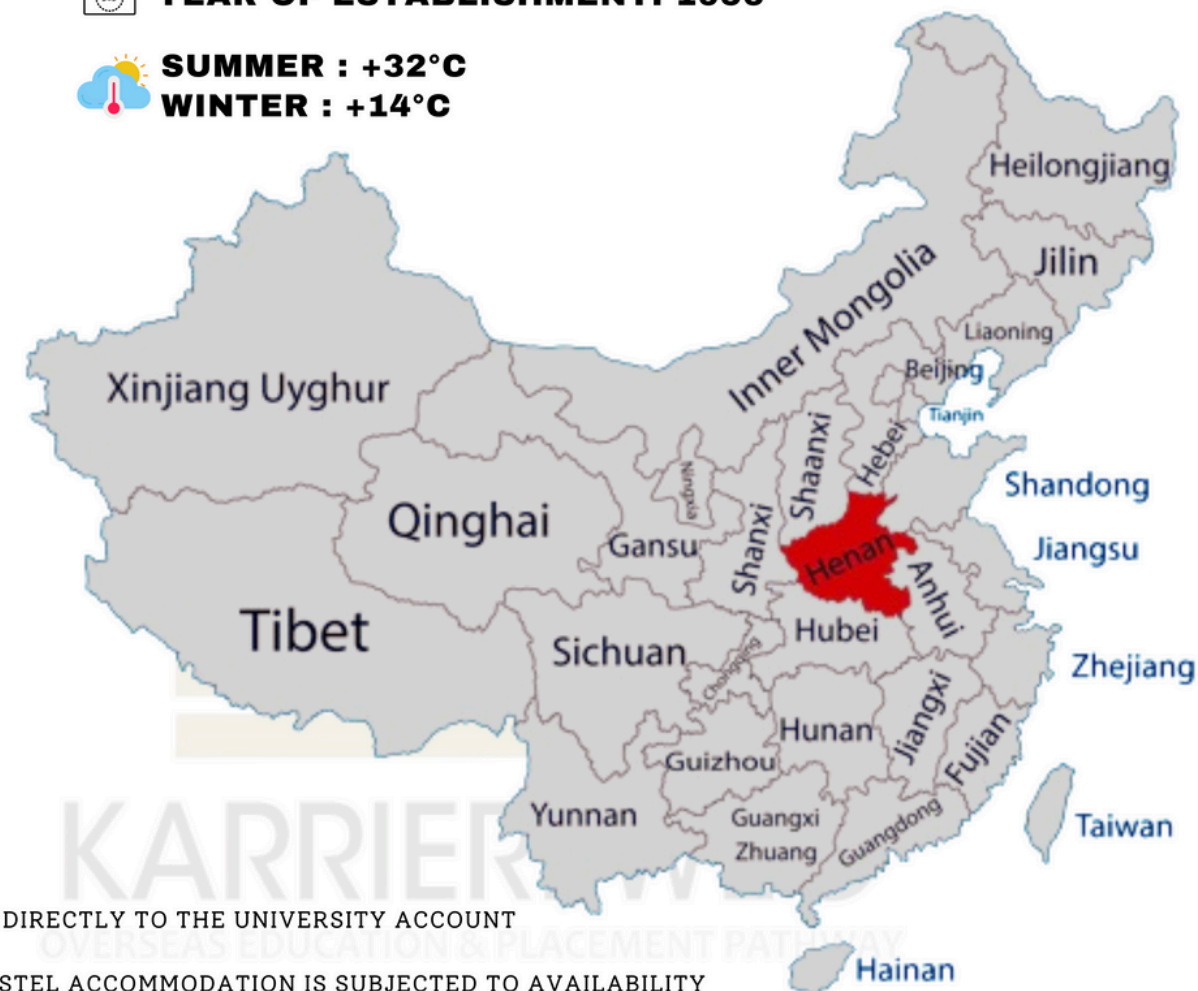 SUMMER : +32°C
WINTER : +14°C
Heilongjiang
Jilin
Inner Mongolia
Liaoning
Beijing
Tianjin
Xinjiang Uyghur
Hebei
Shaanxi
Ningxia
Shandong
Qinghai
Gansu
Shanxi
Henan
Jiangsu
Anhui
Tibet
Sichuan
Chongqing
Hubei
Zhejiang
Hunan
Jiangxi
Fujian
Guizhou
Yunnan
Guangxi
Zhuang
Guangdong
Taiwan
DIRECTLY TO THE UNIVERSITY ACCOUNT
OVERSEAS EDUCATION & PLACEMENT PATHWAY
Hainan
ACCOMMODATION IS SUBJECTED TO AVAILABILITY